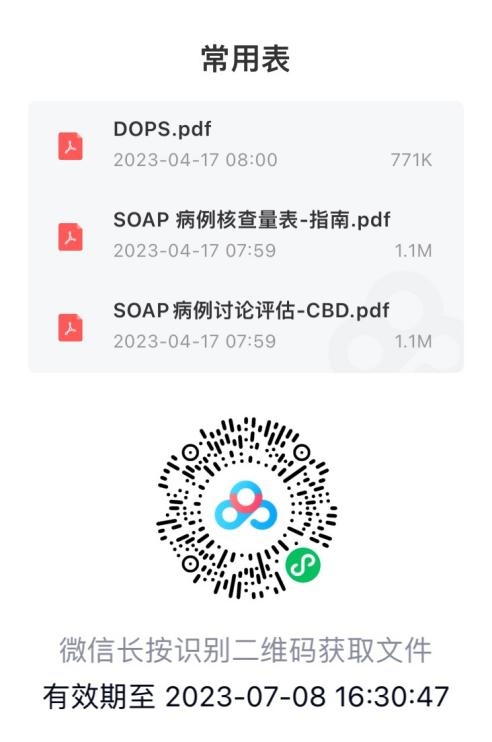 常用表
DOPS.pdf
2023-04-17 08:00 771K
SOAP 病例核查量表-指南.pdf
2023-04-17 07:59 1.1M
SOAP病例讨论评估-CBD.pdf
2023-04-17 07:59 1.1M
微信长按识别二维码获取文件
有效期至 2023-07-08 16:30:47